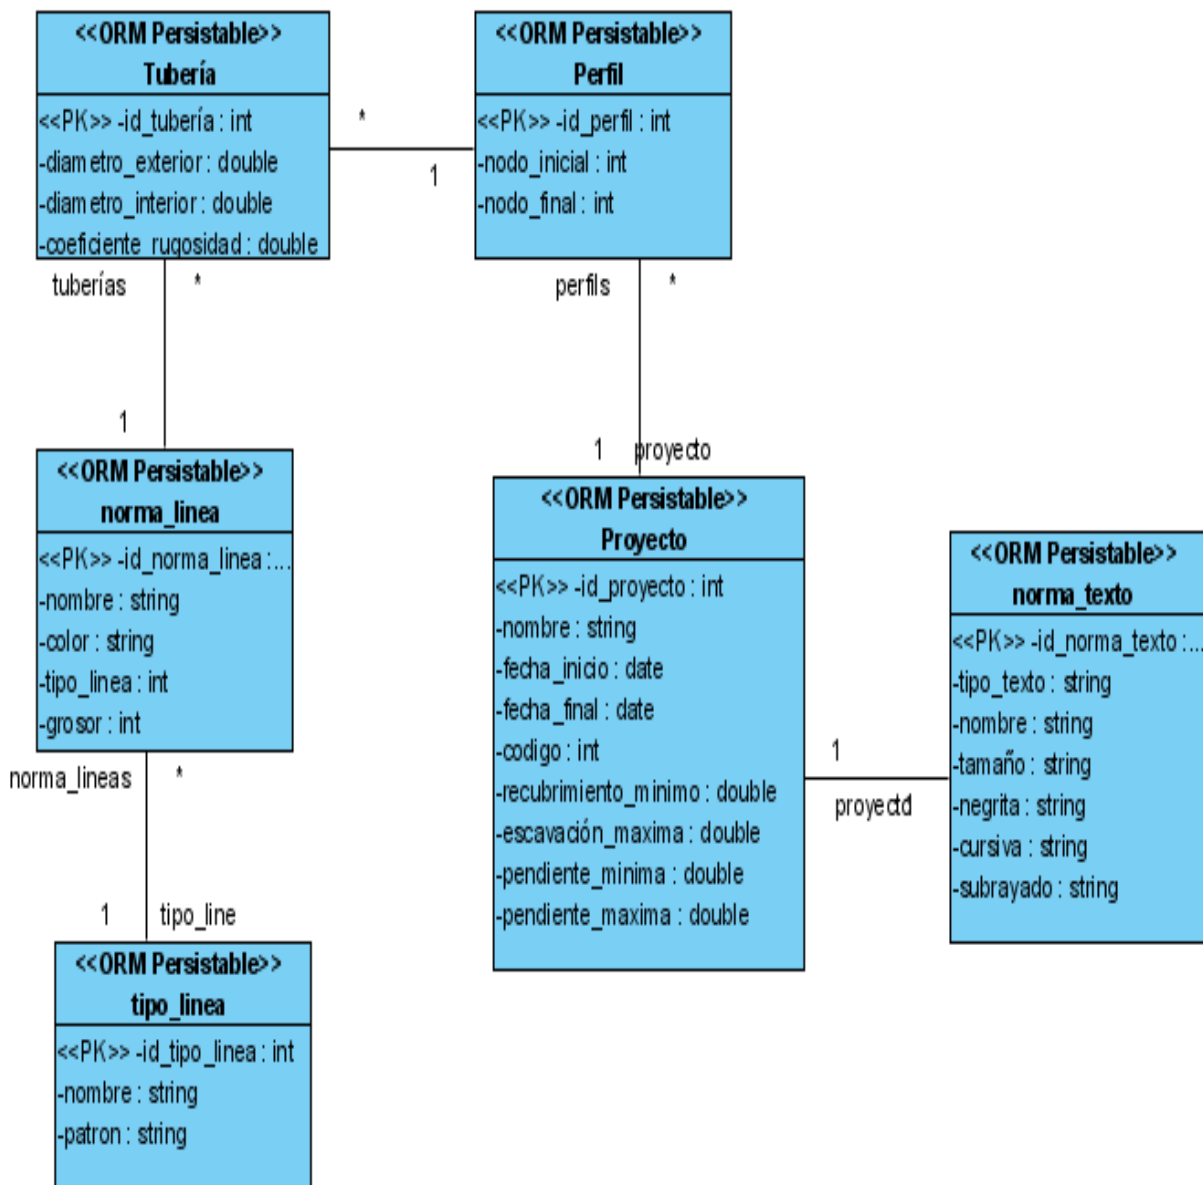 <<ORM Persistable>>
Tubería
<<PK>> -id_tubería : int
-diametro_exterior : double
-diametro_interior : double
-coeficiente_rugosidad : double
<<ORM Persistable>>
Perfil
<<PK>> -id_perfil : int
-nodo_inicial : int
-nodo_final : int
*
1
tuberías *
perfils *
1
1 proyecto
<<ORM Persistable>>
norma_linea
<<PK>> -id_norma_linea :...
-nombre : string
-color : string
-tipo_linea : int
-grosor : int
<<ORM Persistable>>
Proyecto
<<PK>> -id_proyecto : int
-nombre : string
-fecha_inicio : date
-fecha_final : date
-codigo : int
-recubrimiento_minimo : double
-escavación_maxima : double
-pendiente_minima : double
-pendiente_maxima : double
<<ORM Persistable>>
norma_texto
<<PK>> -id_norma_texto :...
-tipo_texto : string
-nombre : string
-tamaño : string
-negrita : string
-cursiva : string
-subrayado : string
1
proyectd
norma_lineas *
1 tipo_line
<<ORM Persistable>>
tipo_linea
<<PK>> -id_tipo_linea : int
-nombre : string
-patron : string